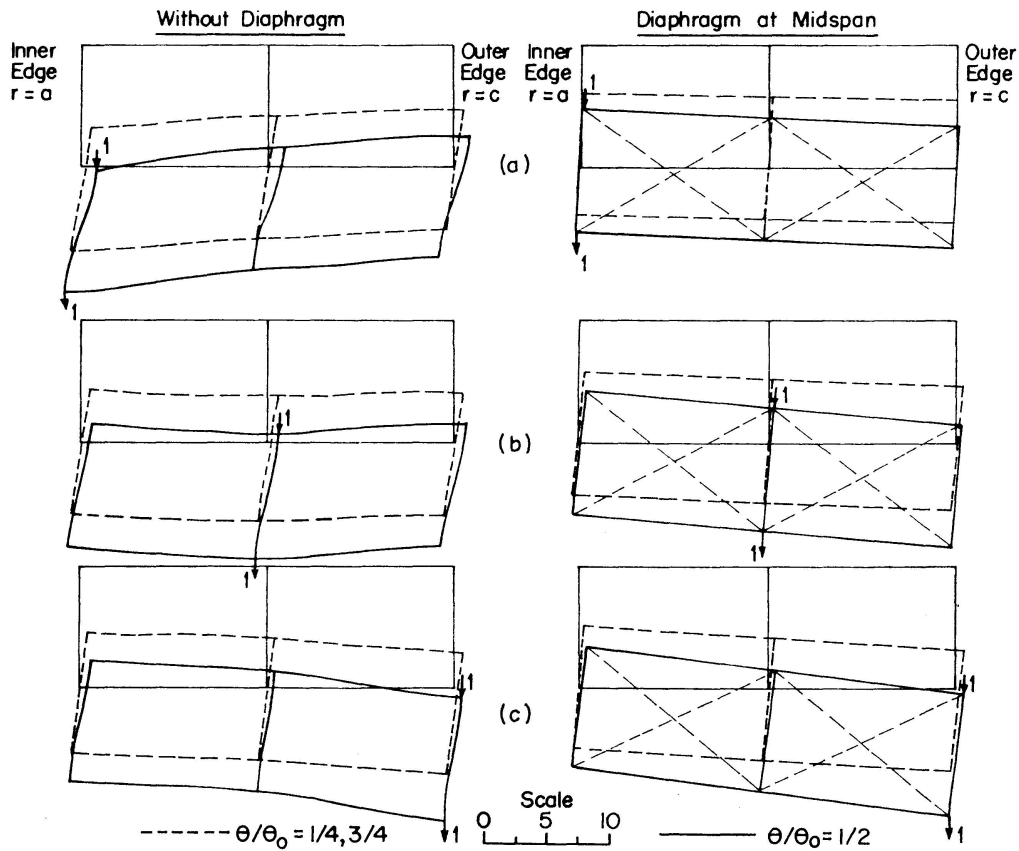 Without Diaphragm
Diaphragm at Midspan
Inner
Edge
r = a
Outer
Edge
r = c
Inner
Edge
r = a
Outer
Edge
r = c
1
1
(a)
1
1
1
1
(b)
1
1
1
1
(c)
1
1
Scale
0 5 10
θ/θ₀ = 1/4, 3/4
θ/θ₀ = 1/2